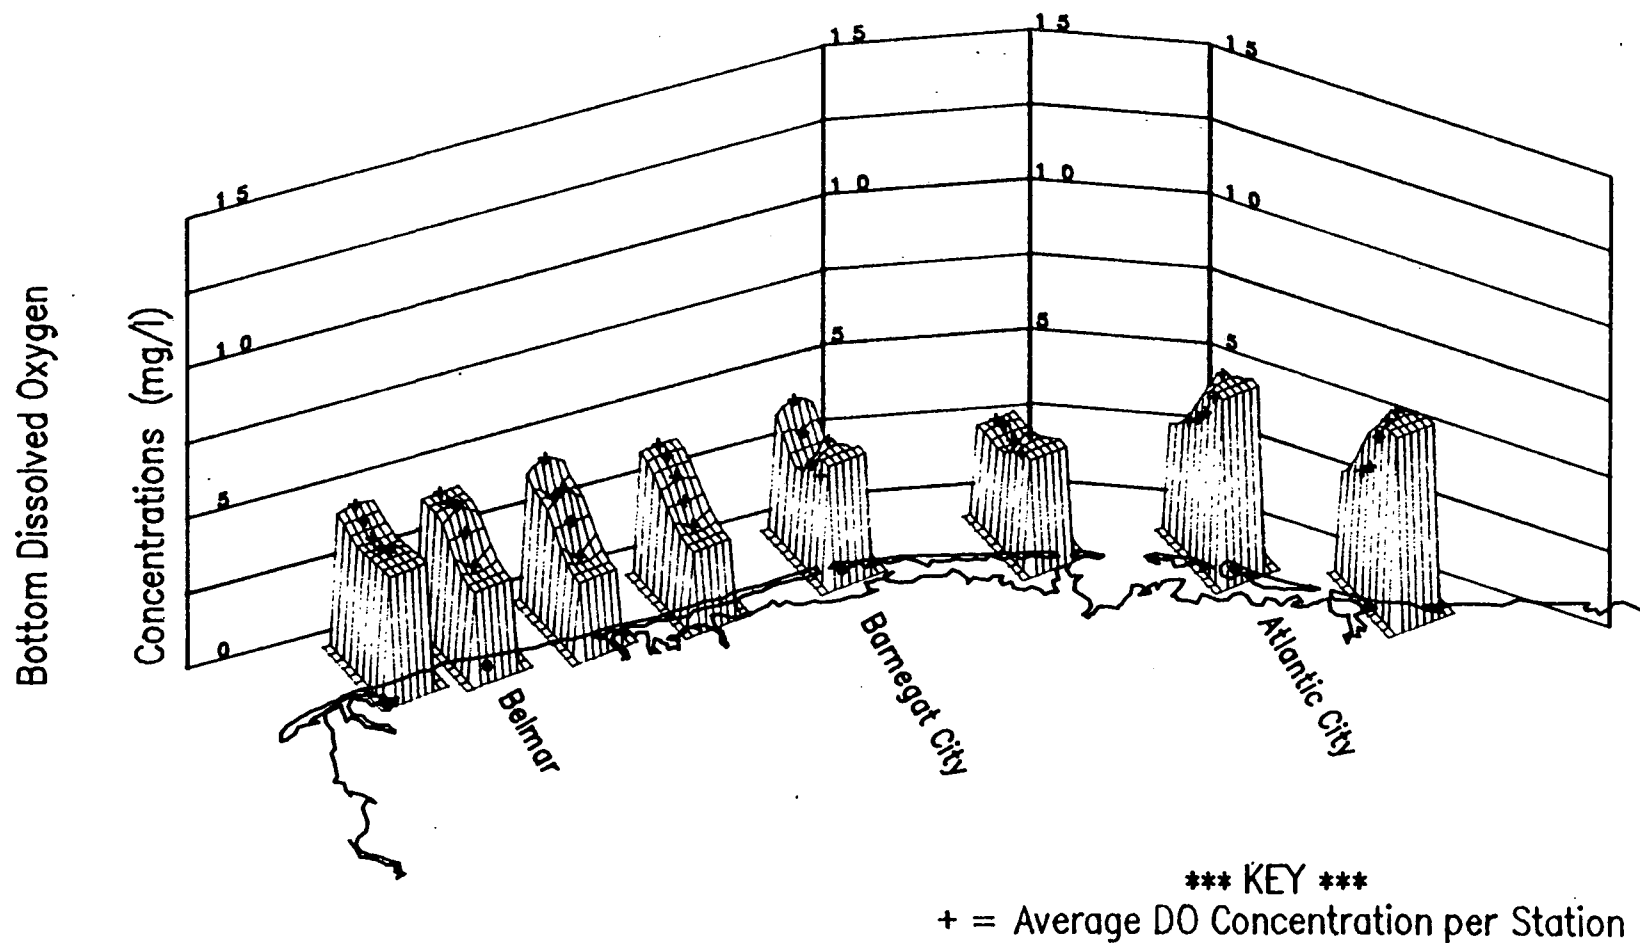 Bottom Dissolved Oxygen
Concentrations (mg/l)
15
10
5
0
15
10
5
15
10
5
15
10
5
Belmar
Barnegat City
Atlantic City
*** KEY ***
+ = Average DO Concentration per Station